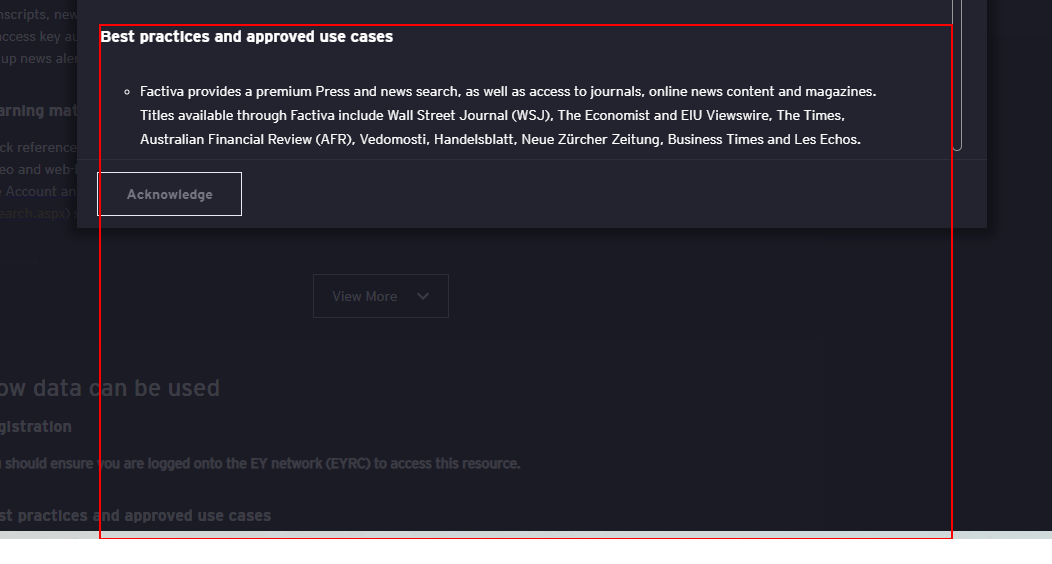 nscripts, new
access key au
up news aler
Best practices and approved use cases
arning mat
Factiva provides a premium Press and news search, as well as access to journals, online news content and magazines.
Titles available through Factiva include Wall Street Journal (WSJ), The Economist and EIU Viewswire, The Times,
Australian Financial Review (AFR), Vedomosti, Handelsblatt, Neue Zürcher Zeitung, Business Times and Les Echos.
ck reference
eo and web-
e Account an
earch.aspx)
Acknowledge
View More
ow data can be used
gistration
should ensure you are logged onto the EY network (EYRC) to access this resource.
st practices and approved use cases